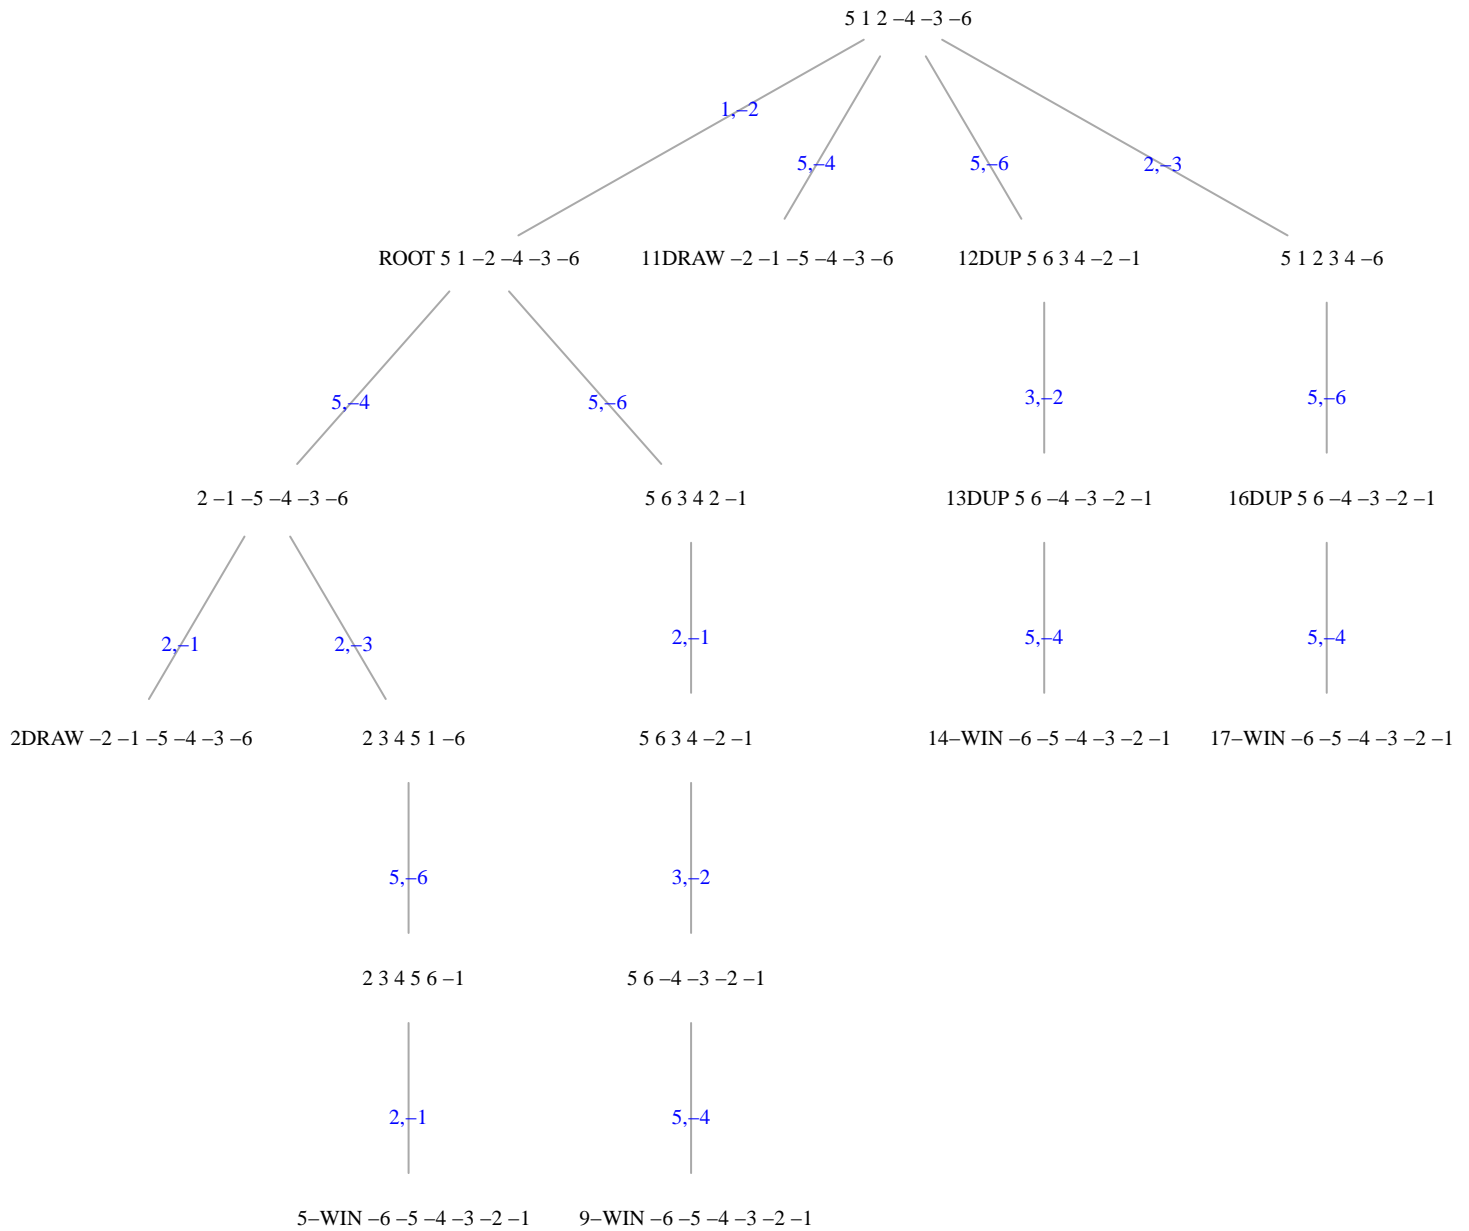 5 1 2 –4 –3 –6
1,–2
5,–4
5,–6
2,–3
ROOT 5 1 –2 –4 –3 –6
11DRAW –2 –1 –5 –4 –3 –6
12DUP 5 6 3 4 –2 –1
5 1 2 3 4 –6
5,–4
5,–6
3,–2
5,–6
2 –1 –5 –4 –3 –6
5 6 3 4 2 –1
13DUP 5 6 –4 –3 –2 –1
16DUP 5 6 –4 –3 –2 –1
2,–1
2,–3
2,–1
5,–4
5,–4
2DRAW –2 –1 –5 –4 –3 –6
2 3 4 5 1 –6
5 6 3 4 –2 –1
14–WIN –6 –5 –4 –3 –2 –1
17–WIN –6 –5 –4 –3 –2 –1
5,–6
3,–2
2 3 4 5 6 –1
5 6 –4 –3 –2 –1
2,–1
5,–4
5–WIN –6 –5 –4 –3 –2 –1
9–WIN –6 –5 –4 –3 –2 –1